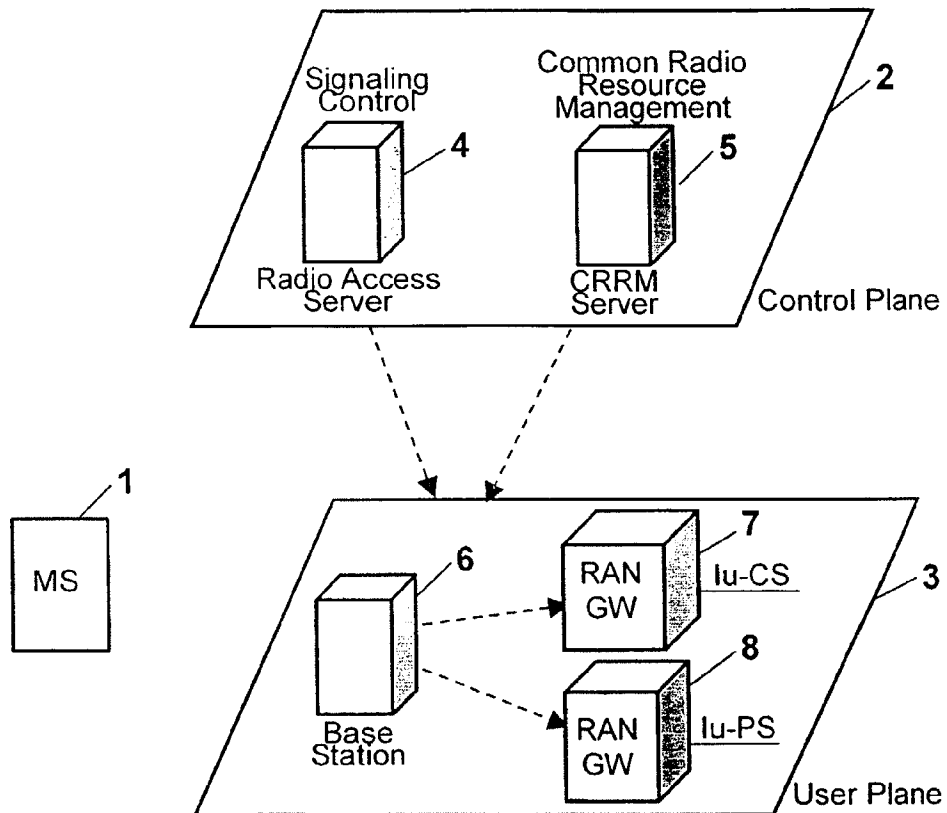 Signaling
Control
Common Radio
Resource
Management
2
4
5
Radio Access
Server
CRRM
Server
Control Plane
1
MS
6
7
RAN
GW
Iu-CS
3
8
RAN
GW
Iu-PS
Base
Station
User Plane